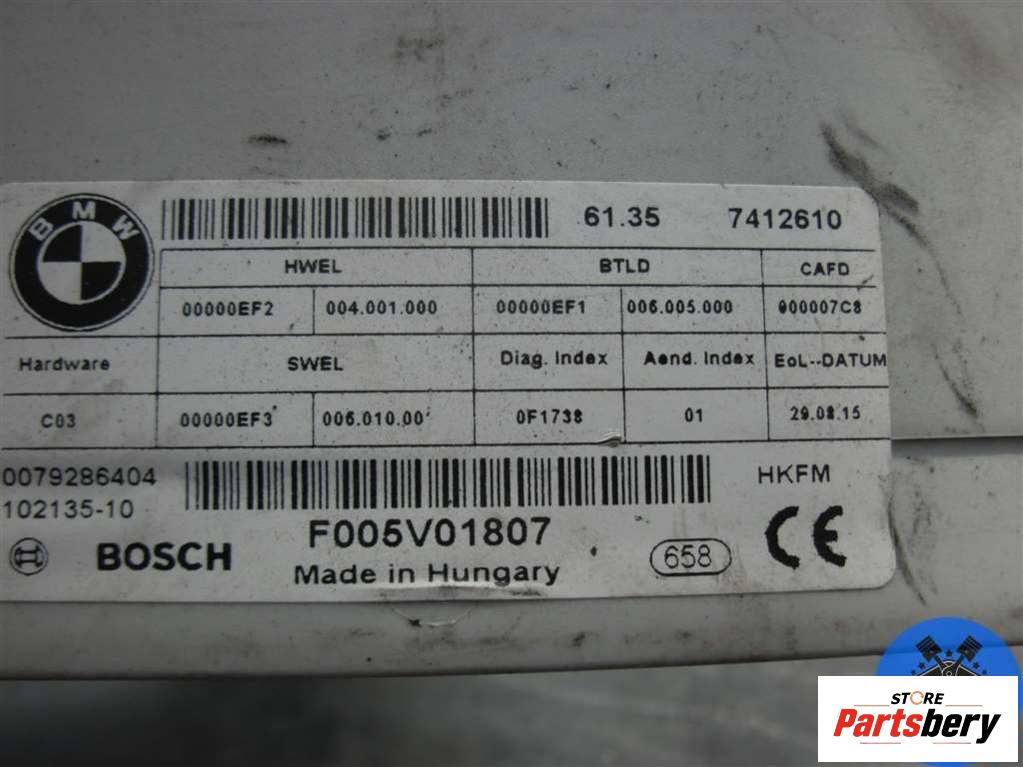 BMW
61.35 7412610
HWEL BTLD CAFD
00000EF2 004.001.000 00000EF1 006.005.000 000007C8
Hardware SWEL Diag. Index Aend. Index EoL--DATUM
C03 00000EF3 006.010.00 0F1738 01 29.08.15
0079286404 HKFM
102135-10
F005V01807
BOSCH Made in Hungary 658 CE
STORE
Partsbery